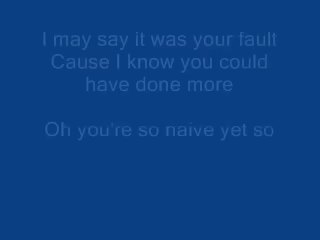 I may say it was your fault
Cause I know you could
have done more
Oh you're so naive yet so